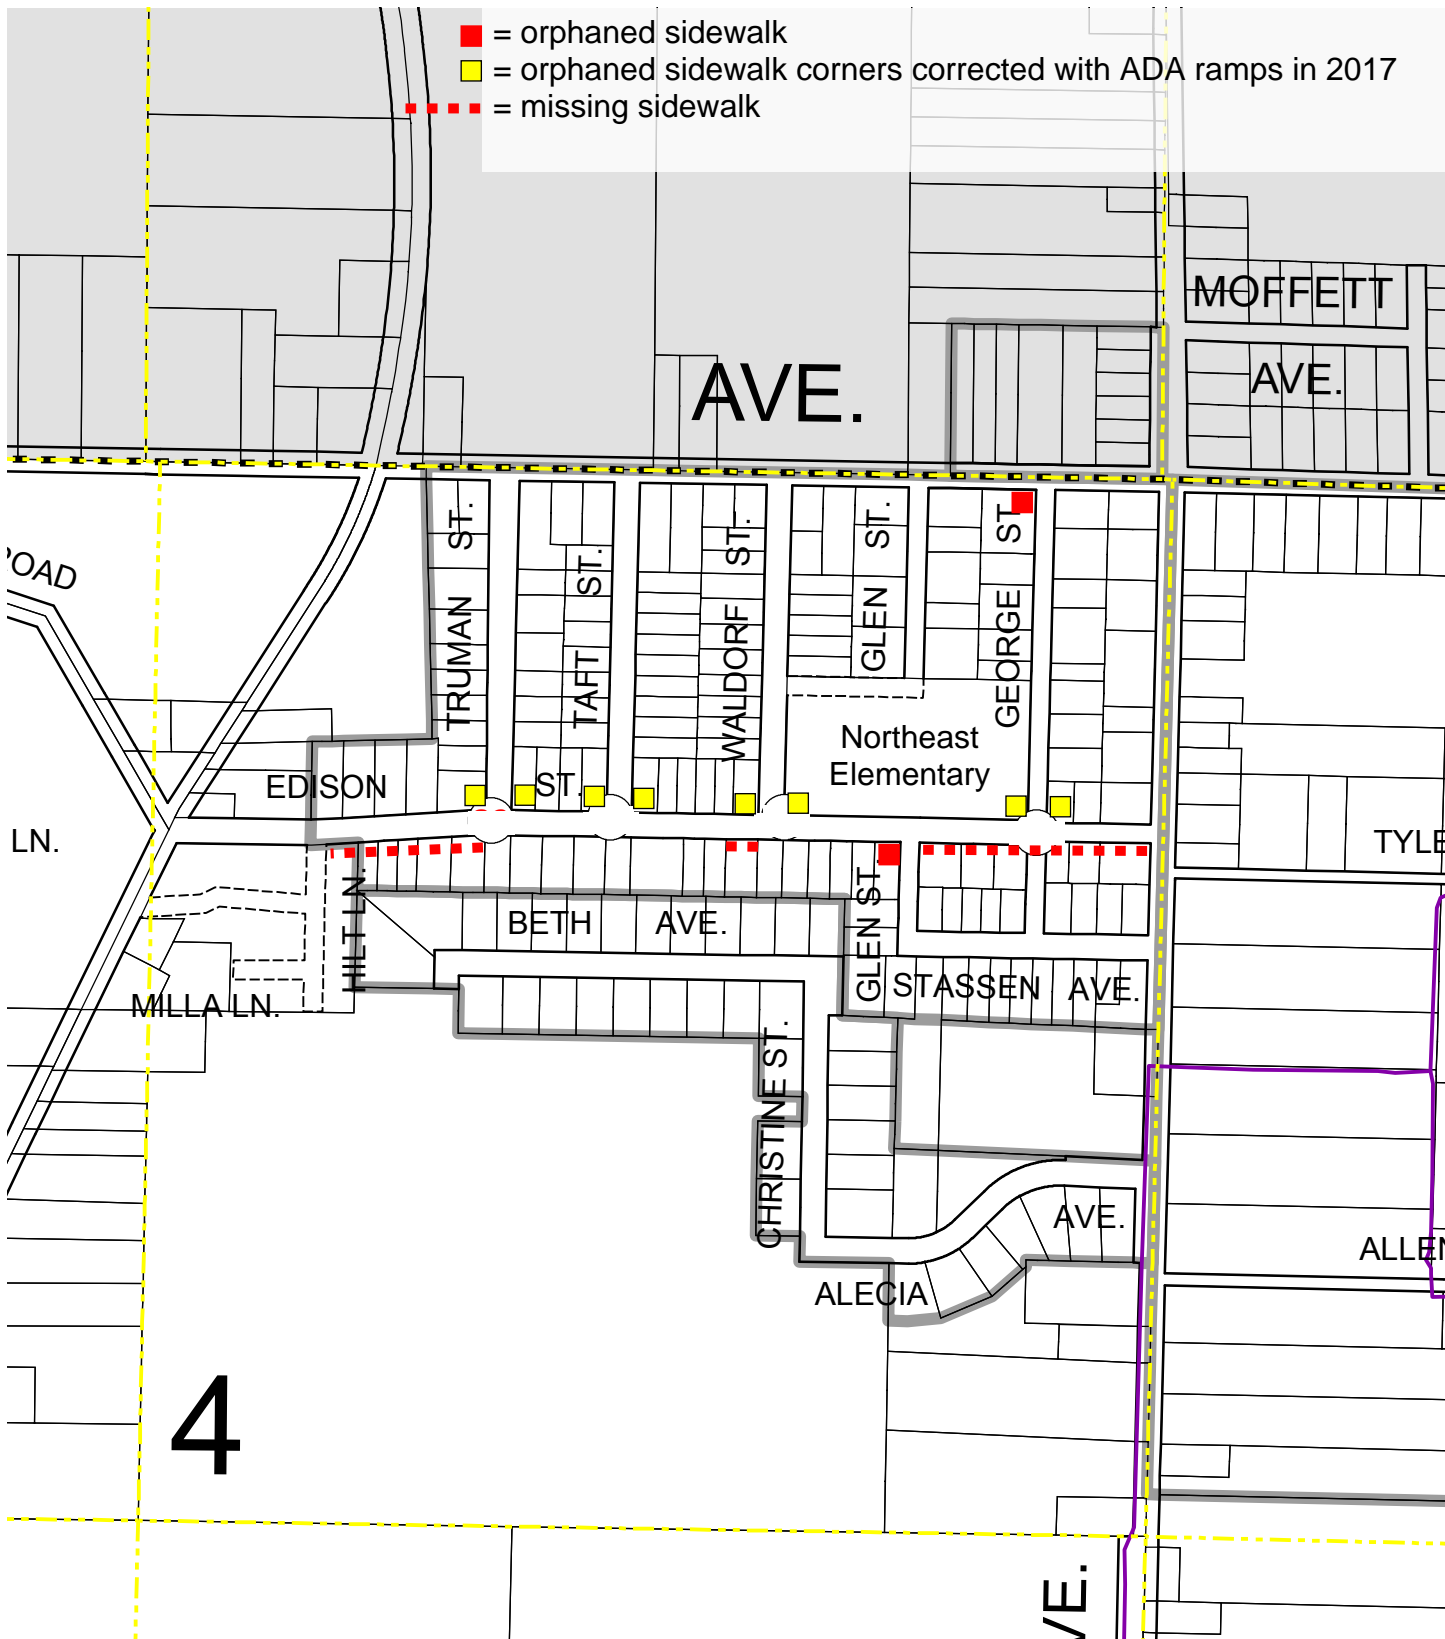 = orphaned sidewalk
= orphaned sidewalk corners corrected with ADA ramps in 2017
= missing sidewalk
MOFFETT
AVE.
AVE.
TRUMAN ST.
TAFT ST.
WALDORF ST.
GLEN ST.
GEORGE ST.
Northeast
Elementary
EDISON ST.
LN.
TYLE
HILT LN.
BETH AVE.
GLEN ST.
STASSEN AVE.
MILLA LN.
CHRISTINE ST.
AVE.
ALLEN
ALECIA
4